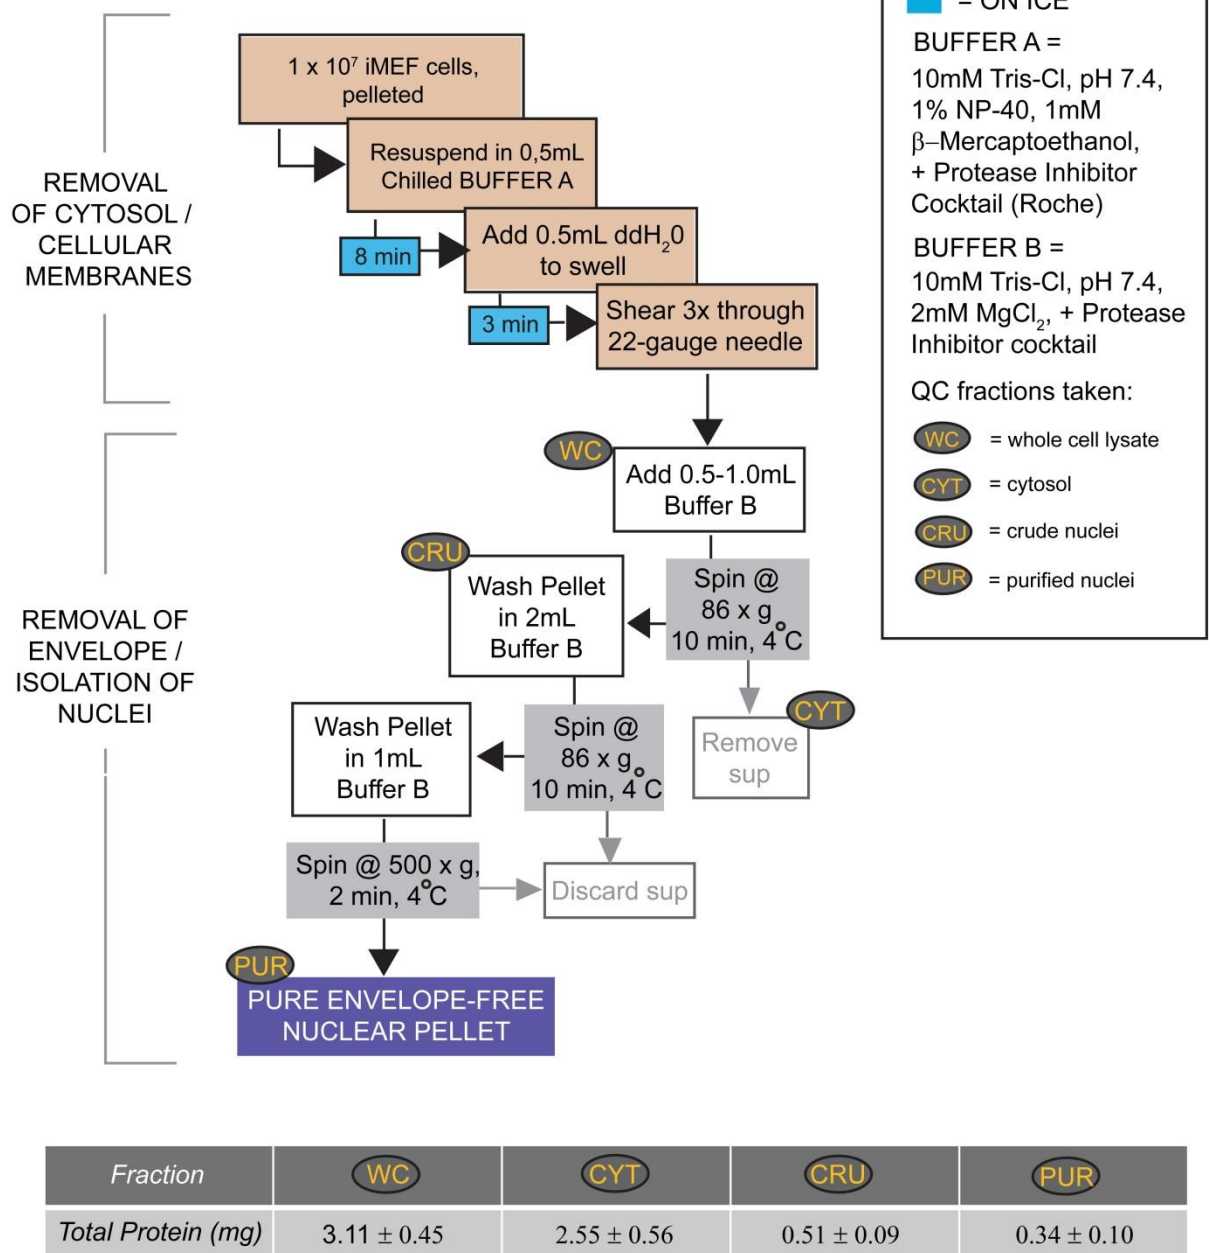 = ON ICE
BUFFER A =
10mM Tris-Cl, pH 7.4,
1% NP-40, 1mM
β–Mercaptoethanol,
+ Protease Inhibitor
Cocktail (Roche)
BUFFER B =
10mM Tris-Cl, pH 7.4,
2mM MgCl₂, + Protease
Inhibitor cocktail
QC fractions taken:
WC = whole cell lysate
CYT = cytosol
CRU = crude nuclei
PUR = purified nuclei
REMOVAL
OF CYTOSOL /
CELLULAR
MEMBRANES
1 x 10⁷ iMEF cells,
pelleted
Resuspend in 0,5mL
Chilled BUFFER A
8 min
Add 0.5mL ddH₂0
to swell
3 min
Shear 3x through
22-gauge needle
REMOVAL OF
ENVELOPE /
ISOLATION OF
NUCLEI
WC
Add 0.5-1.0mL
Buffer B
CRU
Wash Pellet
in 2mL
Buffer B
Spin @
86 x g
10 min, 4°C
CYT
Remove
sup
Wash Pellet
in 1mL
Buffer B
Spin @
86 x g
10 min, 4°C
Spin @ 500 x g,
2 min, 4°C
Discard sup
PUR
PURE ENVELOPE-FREE
NUCLEAR PELLET
Fraction WC CYT CRU PUR
Total Protein (mg) 3.11 ± 0.45 2.55 ± 0.56 0.51 ± 0.09 0.34 ± 0.10